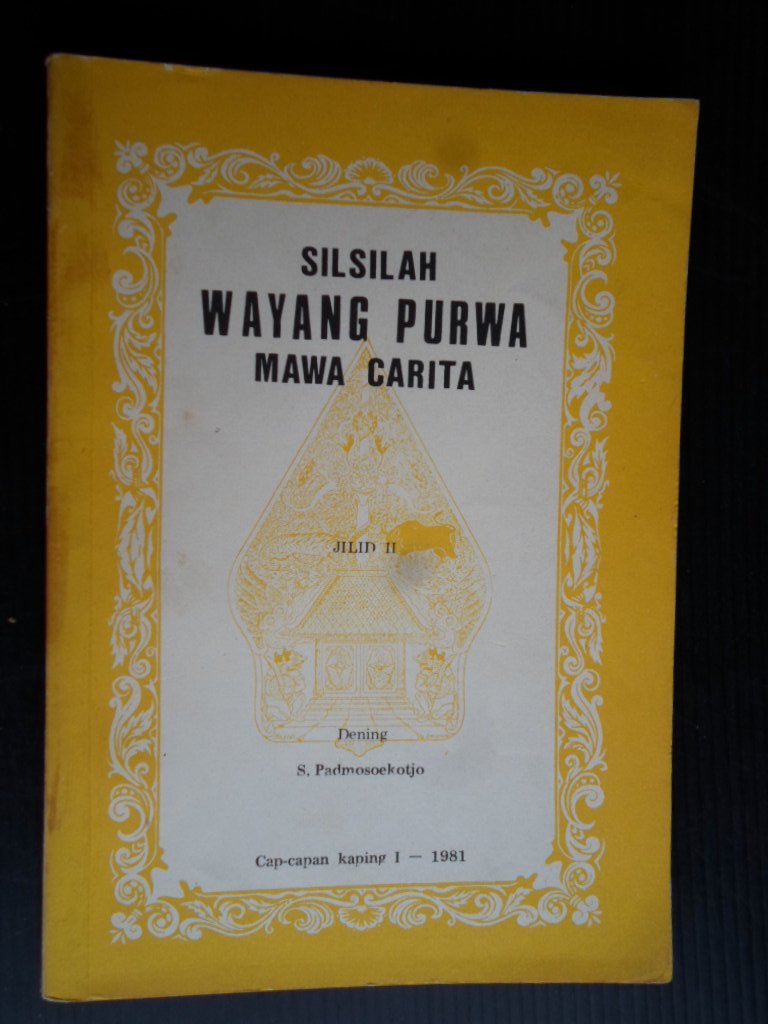 SILSILAH
WAYANG PURWA
MAWA CARITA
JILID II
Dening
S. Padmosoekotjo
Cap-capan kaping I — 1981